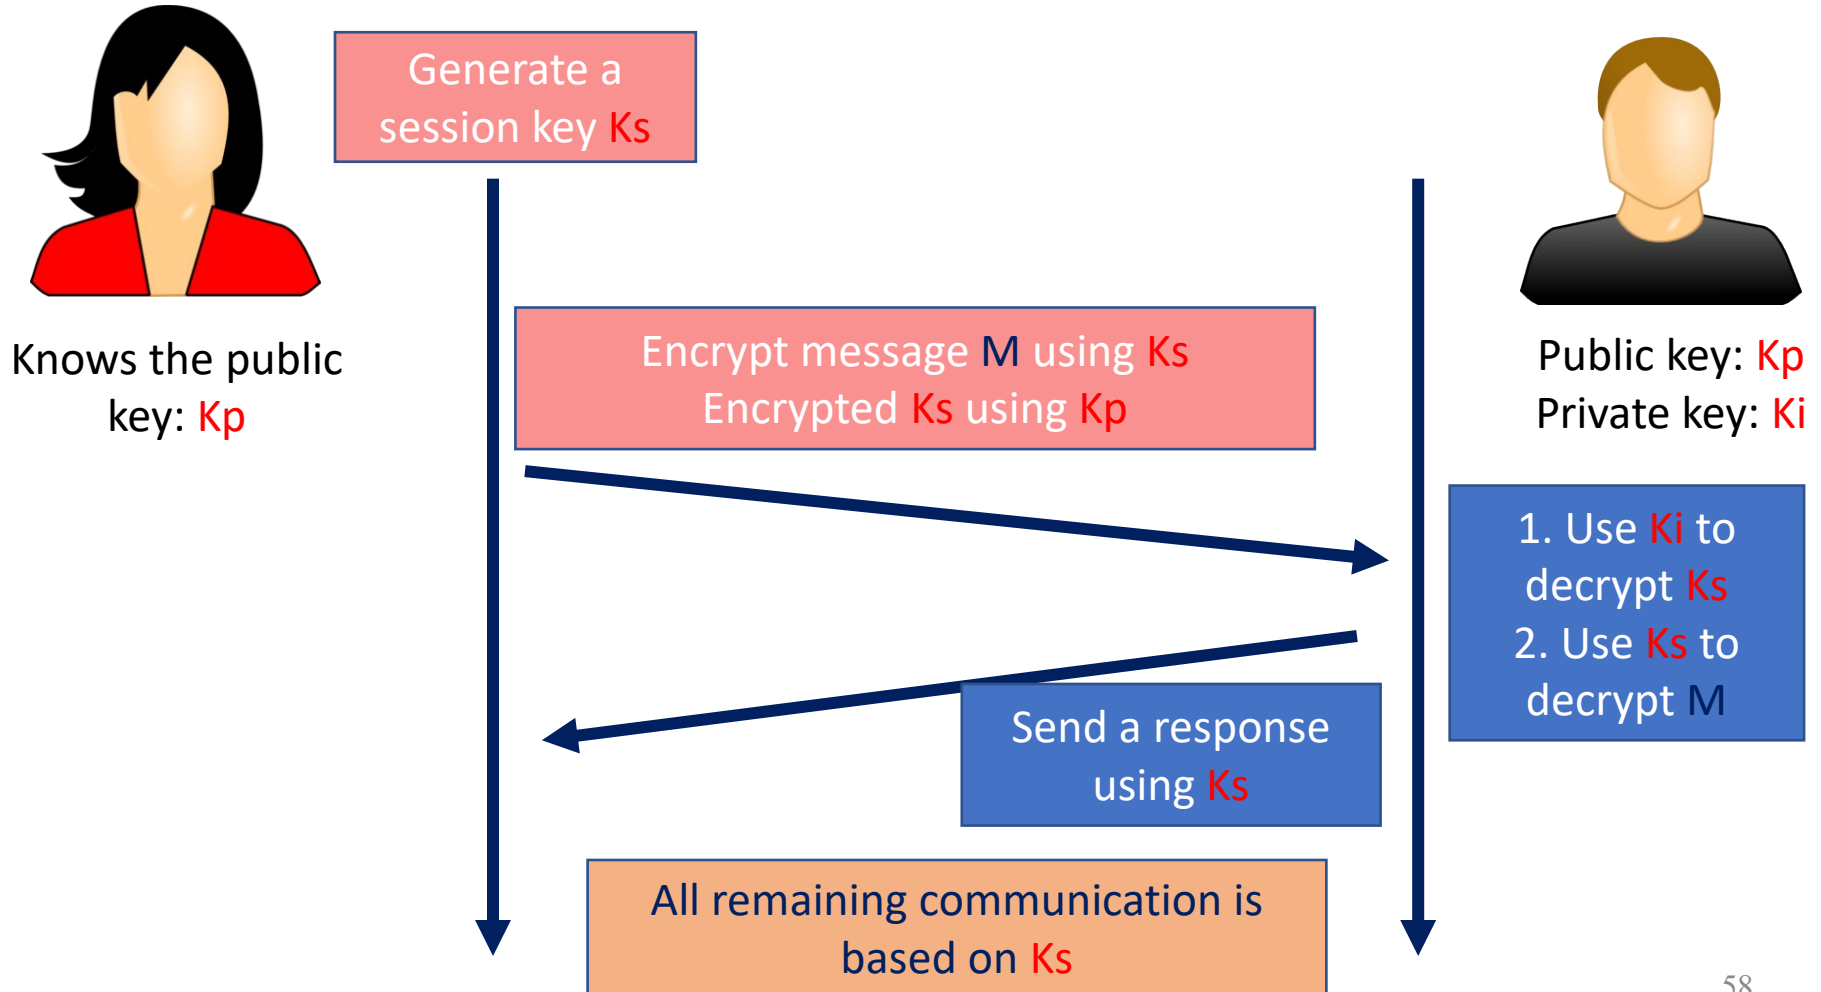 Generate a
session key Ks
Knows the public
key: Kp
Encrypt message M using Ks
Encrypted Ks using Kp
Public key: Kp
Private key: Ki
1. Use Ki to
decrypt Ks
2. Use Ks to
decrypt M
Send a response
using Ks
All remaining communication is
based on Ks
58